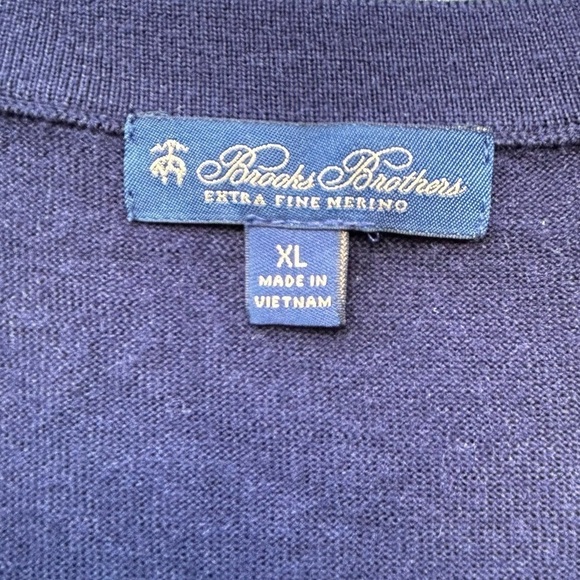 Brooks Brothers
EXTRA FINE MERINO
XL
MADE IN
VIETNAM